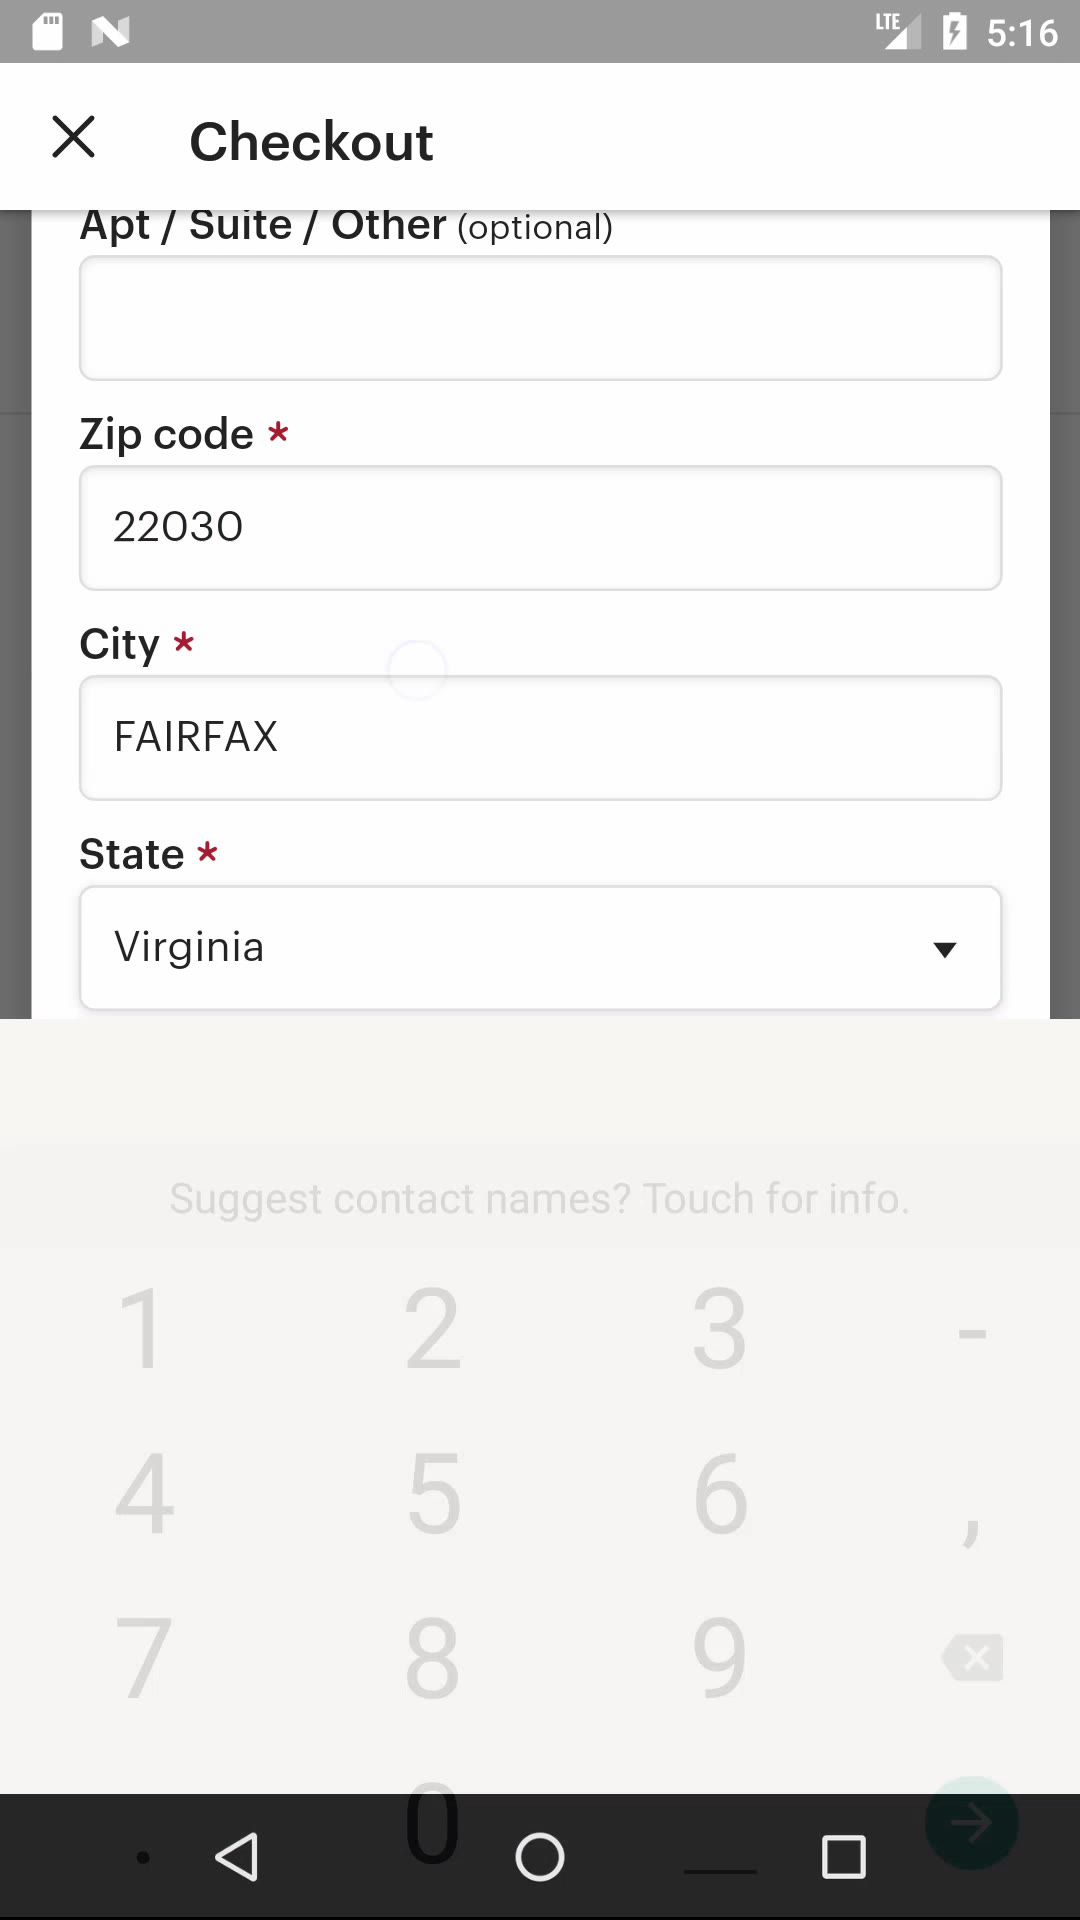 LTE 5:16
Checkout
Apt / Suite / Other (optional)
Zip code *
22030
City *
FAIRFAX
State *
Virginia
Suggest contact names? Touch for info.
1 2 3 -
4 5 6 ,
7 8 9
. 0